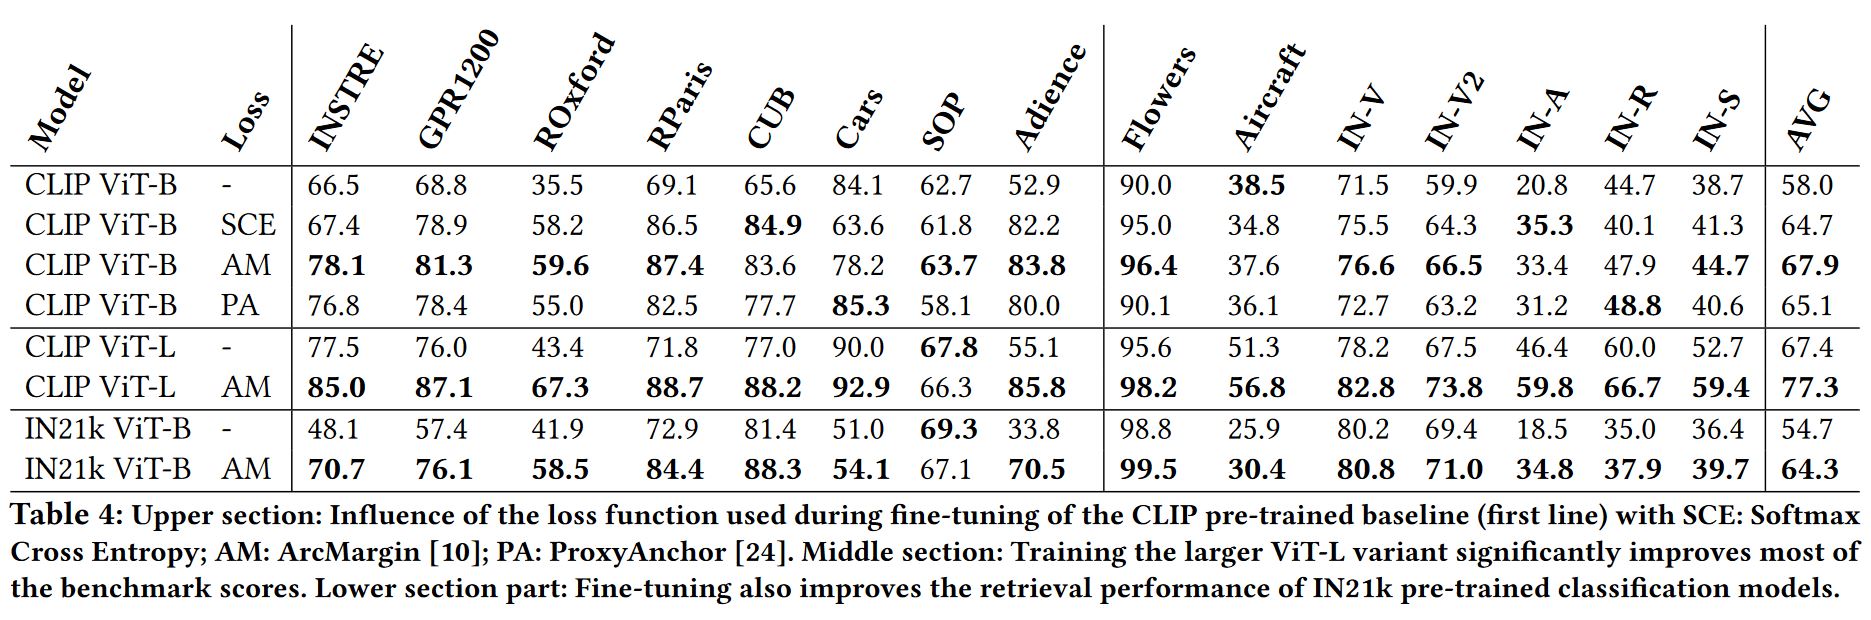 Model Loss INSTRE GPR1200 ROxford RParis CUB Cars SOP Adience Flowers Aircraft IN-V IN-V2 IN-A IN-R IN-S AVG
CLIP ViT-B - 66.5 68.8 35.5 69.1 65.6 84.1 62.7 52.9 90.0 38.5 71.5 59.9 20.8 44.7 38.7 58.0
CLIP ViT-B SCE 67.4 78.9 58.2 86.5 84.9 63.6 61.8 82.2 95.0 34.8 75.5 64.3 35.3 40.1 41.3 64.7
CLIP ViT-B AM 78.1 81.3 59.6 87.4 83.6 78.2 63.7 83.8 96.4 37.6 76.6 66.5 33.4 47.9 44.7 67.9
CLIP ViT-B PA 76.8 78.4 55.0 82.5 77.7 85.3 58.1 80.0 90.1 36.1 72.7 63.2 31.2 48.8 40.6 65.1
CLIP ViT-L - 77.5 76.0 43.4 71.8 77.0 90.0 67.8 55.1 95.6 51.3 78.2 67.5 46.4 60.0 52.7 67.4
CLIP ViT-L AM 85.0 87.1 67.3 88.7 88.2 92.9 66.3 85.8 98.2 56.8 82.8 73.8 59.8 66.7 59.4 77.3
IN21k ViT-B - 48.1 57.4 41.9 72.9 81.4 51.0 69.3 33.8 98.8 25.9 80.2 69.4 18.5 35.0 36.4 54.7
IN21k ViT-B AM 70.7 76.1 58.5 84.4 88.3 54.1 67.1 70.5 99.5 30.4 80.8 71.0 34.8 37.9 39.7 64.3
Table 4: Upper section: Influence of the loss function used during fine-tuning of the CLIP pre-trained baseline (first line) with SCE: Softmax
Cross Entropy; AM: ArcMargin [10]; PA: ProxyAnchor [24]. Middle section: Training the larger ViT-L variant significantly improves most of
the benchmark scores. Lower section part: Fine-tuning also improves the retrieval performance of IN21k pre-trained classification models.